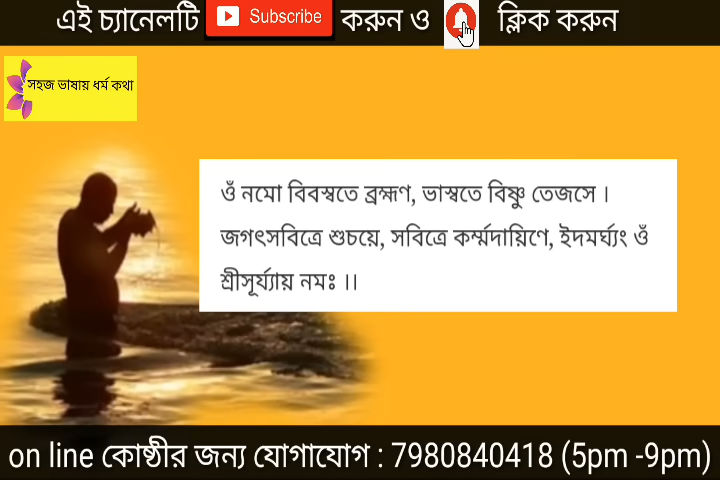 এই চ্যানেলটি Subscribe করুন ও ক্লিক করুন
সহজ ভাষায় ধর্ম কথা
ওঁ নমো বিবস্বতে ব্রহ্মণ, ভাস্বতে বিষ্ণু তেজসে ।
জগৎসবিত্রে শুচয়ে, সবিত্রে কর্ম্মদায়িণে, ইদমর্ঘ্যং ওঁ
শ্রীসূর্য্যায় নমঃ ।।
on line কোষ্ঠীর জন্য যোগাযোগ : 7980840418 (5pm -9pm)